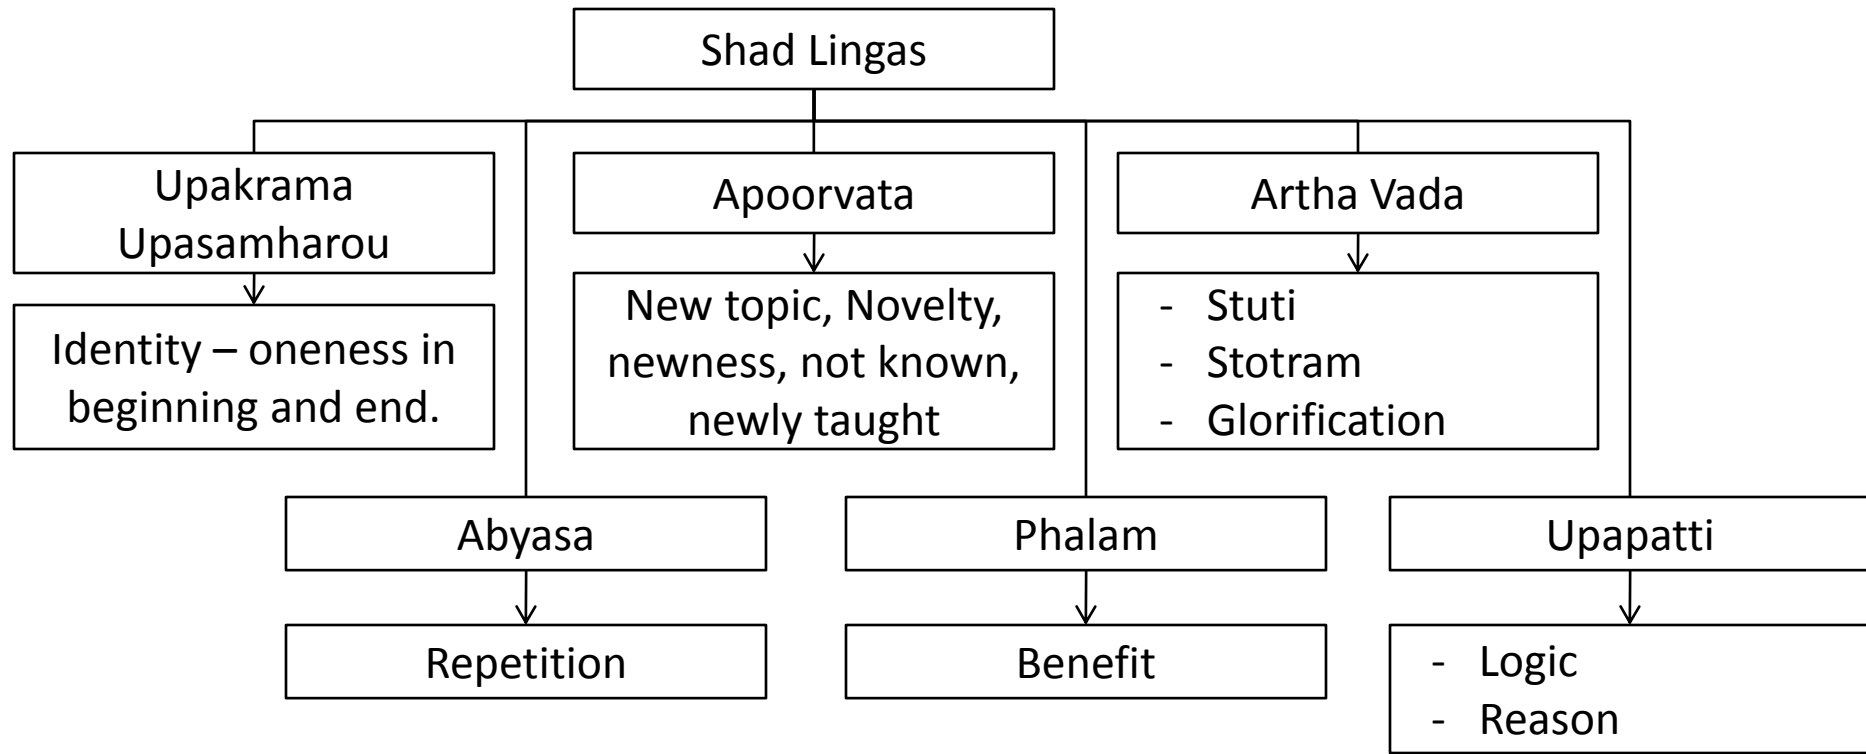 Shad Lingas
Upakrama
Upasamharou
Identity – oneness in
beginning and end.
Apoorvata
New topic, Novelty,
newness, not known,
newly taught
Artha Vada
- Stuti
- Stotram
- Glorification
Abyasa
Repetition
Phalam
Benefit
Upapatti
- Logic
- Reason